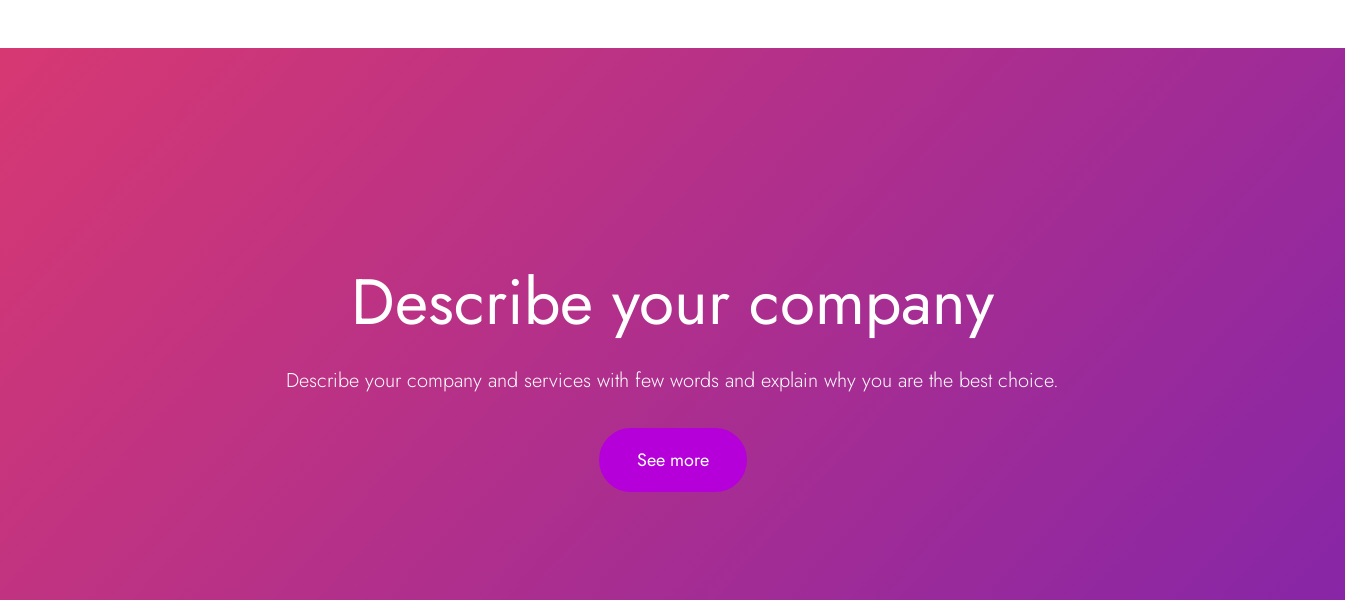 Describe your company
Describe your company and services with few words and explain why you are the best choice.
See more